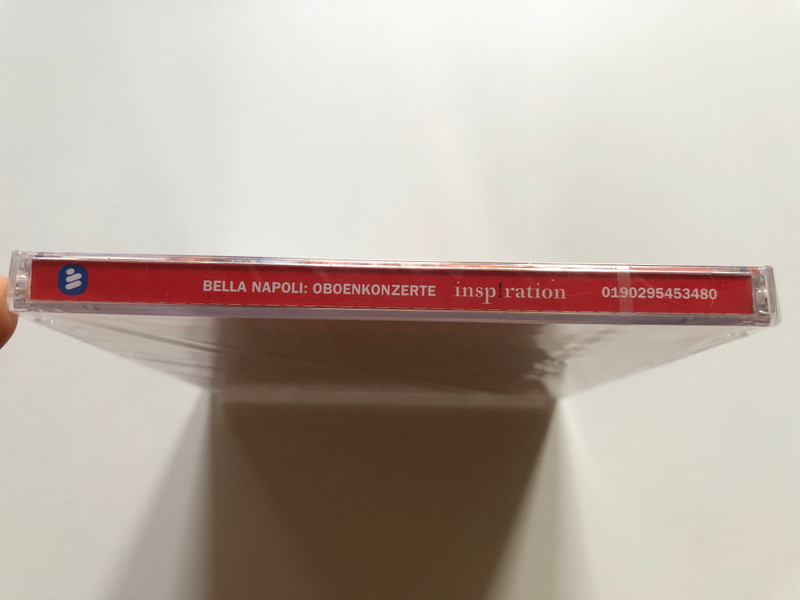 BELLA NAPOLI: OBOENKONZERTE insp!ration 0190295453480